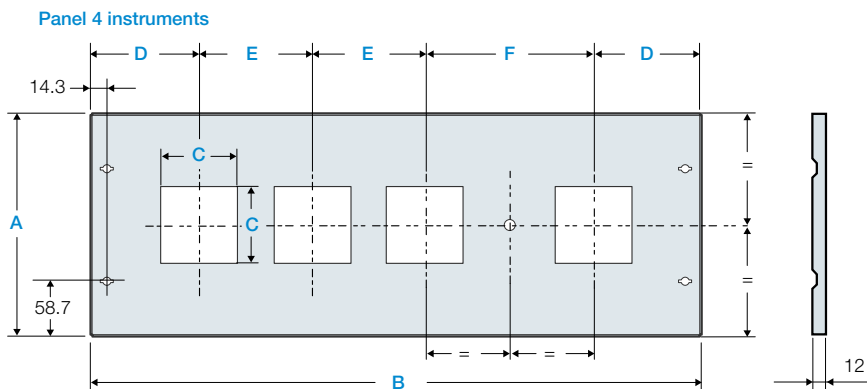 Panel 4 instruments
D E E F D
14.3
C
=
A
C
58.7
=
= =
B
12